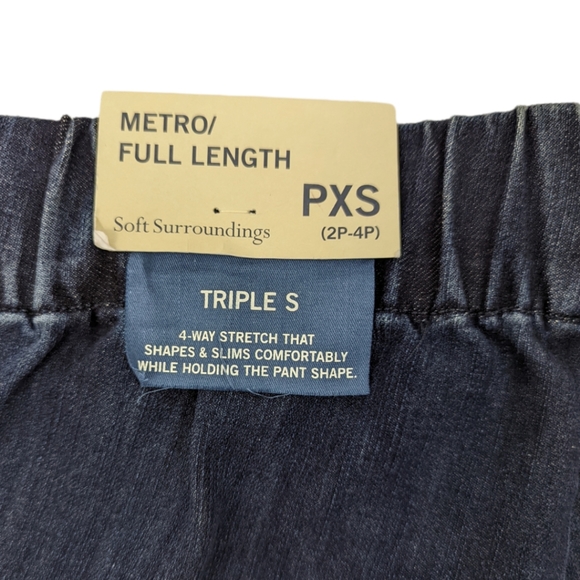 METRO/
FULL LENGTH
PXS
(2P-4P)
Soft Surroundings
TRIPLE S
4-WAY STRETCH THAT
SHAPES & SLIMS COMFORTABLY
WHILE HOLDING THE PANT SHAPE.